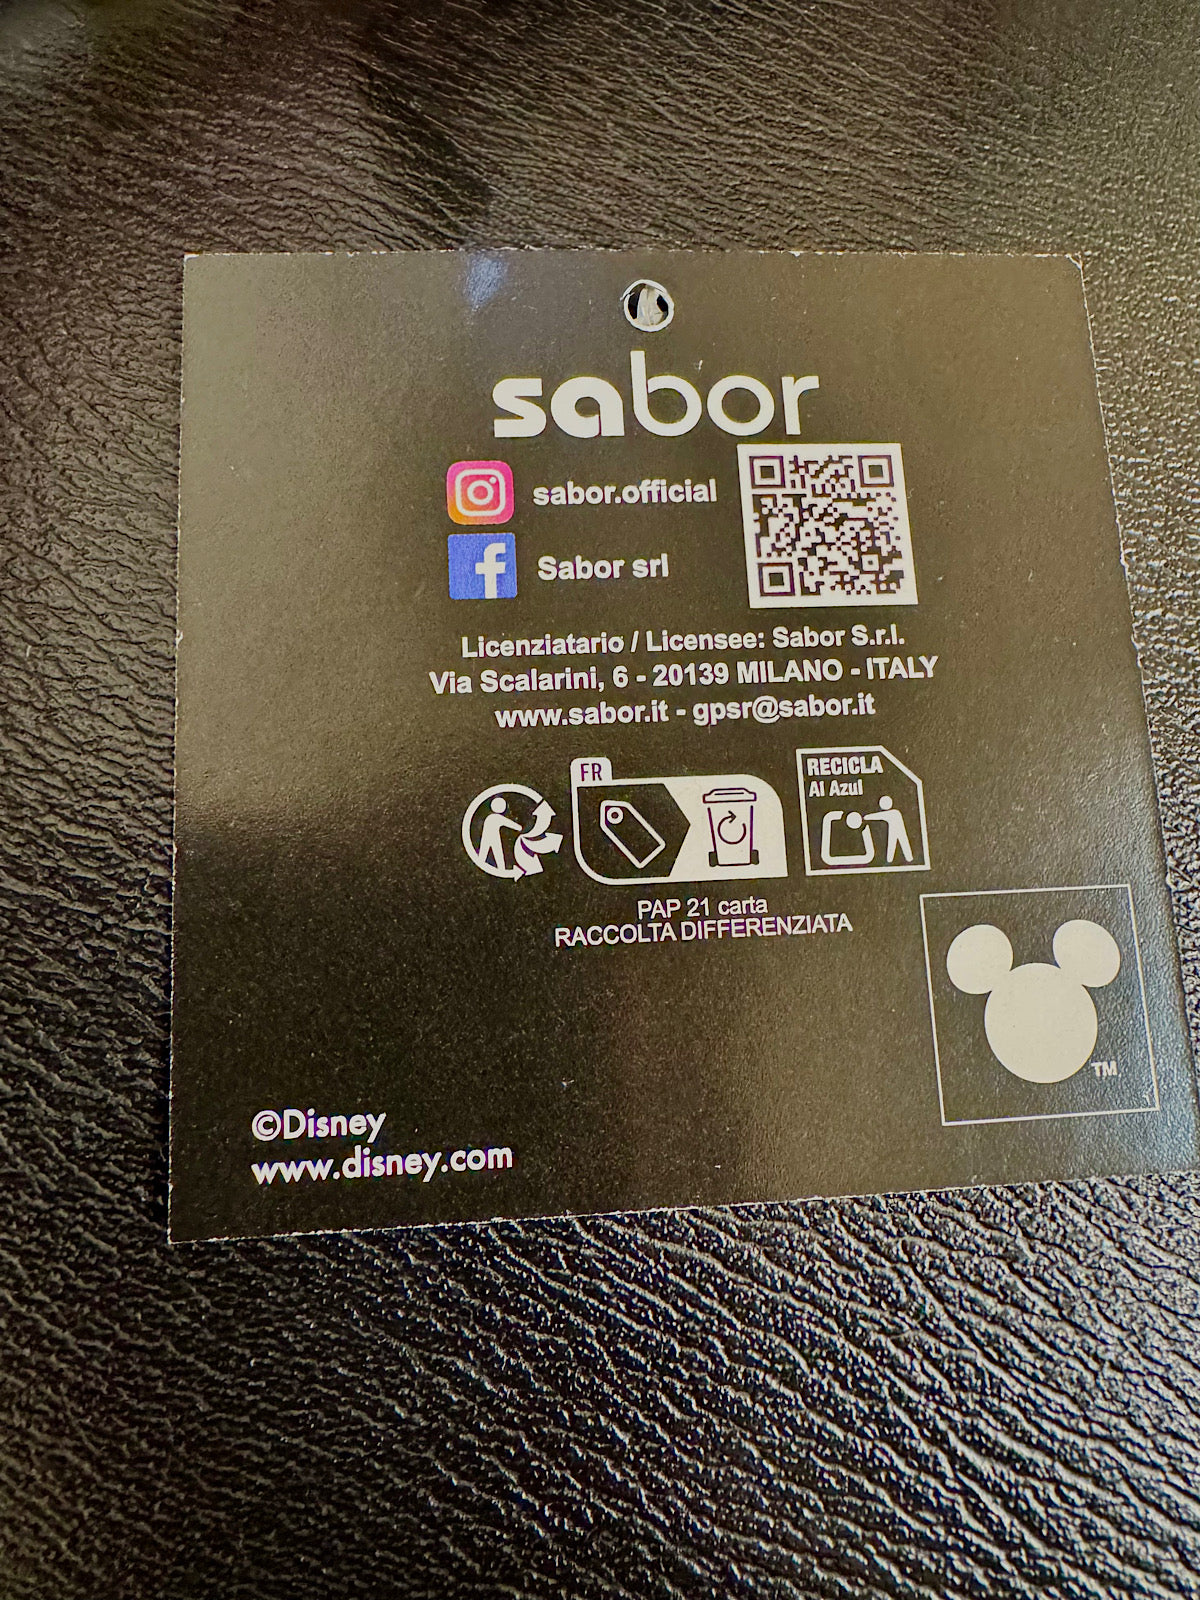 sabor
sabor.official
Sabor srl
Licenziatario / Licensee: Sabor S.r.l.
Via Scalarini, 6 - 20139 MILANO - ITALY
www.sabor.it - gpsr@sabor.it
FR
RECICLA
Al Azul
PAP 21 carta
RACCOLTA DIFFERENZIATA
TM
©Disney
www.disney.com